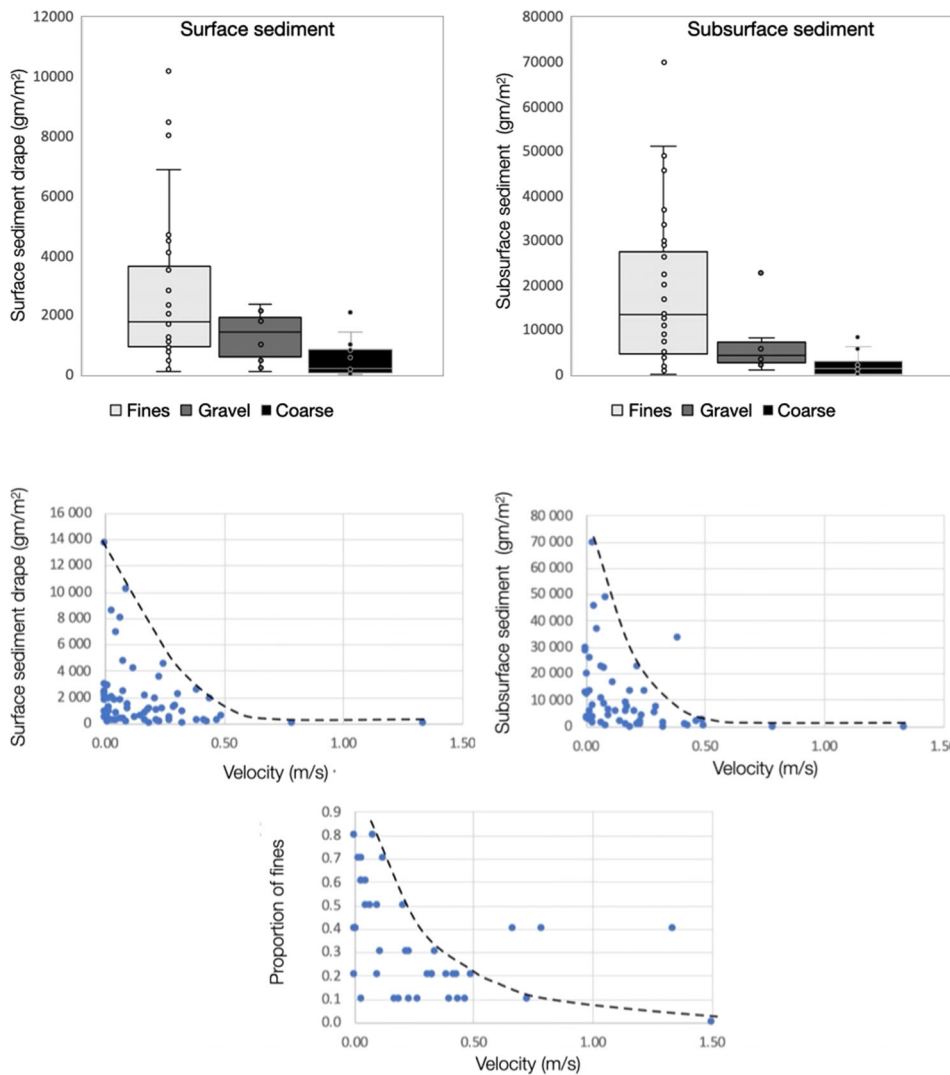 Surface sediment
Surface sediment drape (gm/m²)
12000
10000
8000
6000
4000
2000
0
Fines Gravel Coarse
Subsurface sediment
Subsurface sediment (gm/m²)
80000
70000
60000
50000
40000
30000
20000
10000
0
Fines Gravel Coarse
Surface sediment drape (gm/m²)
16 000
14 000
12 000
10 000
8 000
6 000
4 000
2 000
0
0.00 0.50 1.00 1.50
Velocity (m/s)
Subsurface sediment (gm/m²)
80 000
70 000
60 000
50 000
40 000
30 000
20 000
10 000
0
0.00 0.50 1.00 1.5
Velocity (m/s)
Proportion of fines
0.9
0.8
0.7
0.6
0.5
0.4
0.3
0.2
0.1
0.0
0.00 0.50 1.00 1.50
Velocity (m/s)